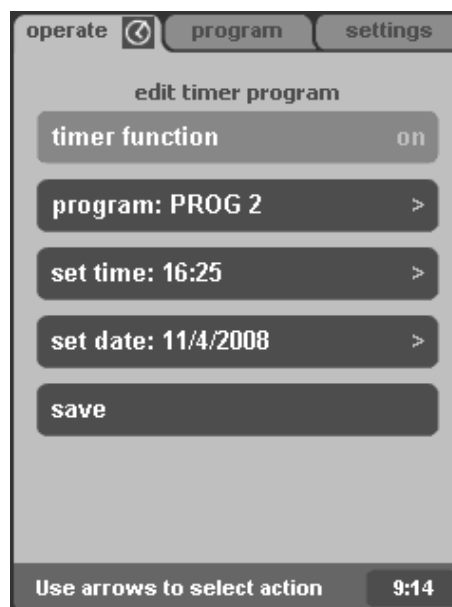 operate program settings
edit timer program
timer function on
program: PROG 2 >
set time: 16:25 >
set date: 11/4/2008 >
save
Use arrows to select action 9:14